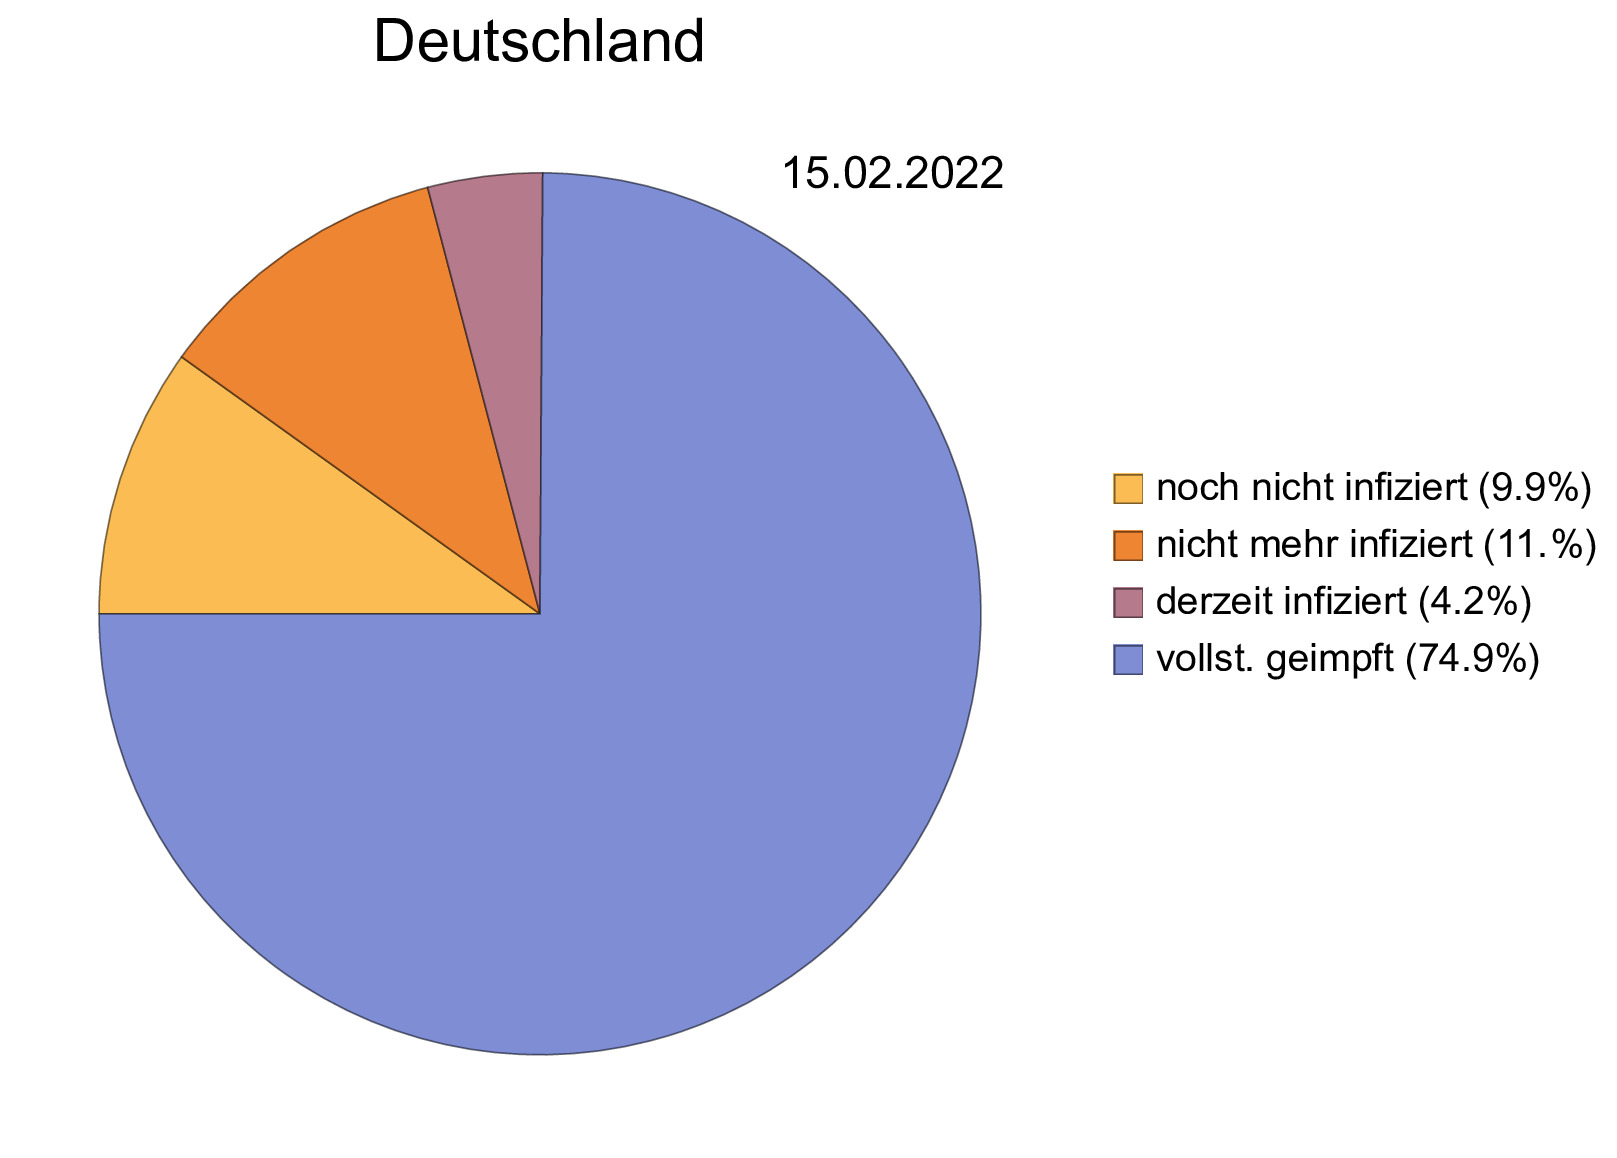 Deutschland
15.02.2022
noch nicht infiziert (9.9%)
nicht mehr infiziert (11.%)
derzeit infiziert (4.2%)
vollst. geimpft (74.9%)